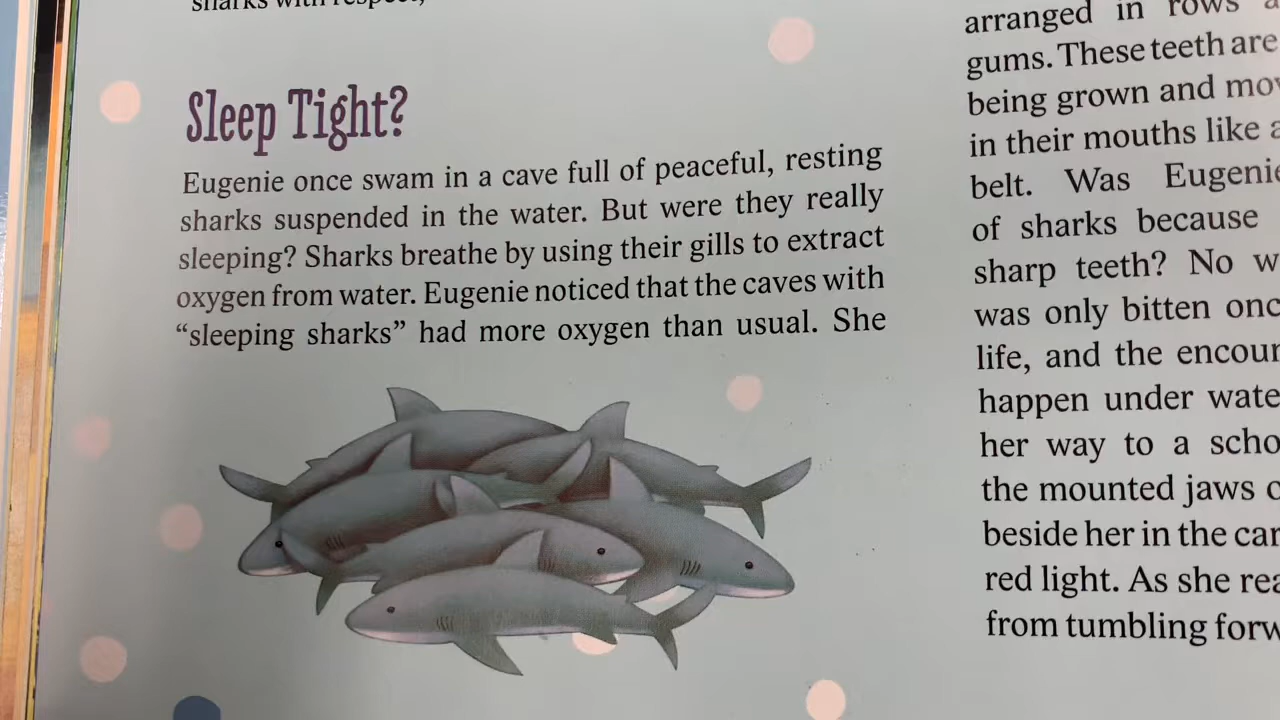 sharks with respect,
Sleep Tight?
Eugenie once swam in a cave full of peaceful, resting
sharks suspended in the water. But were they really
sleeping? Sharks breathe by using their gills to extract
oxygen from water. Eugenie noticed that the caves with
“sleeping sharks” had more oxygen than usual. She
arranged in rows
gums. These teeth are
being grown and
in their mouths like
belt. Was Eugenie
of sharks because
sharp teeth? No
was only bitten
life, and the
happen under
her way to a
the mounted jaws
beside her in the
red light. As she
from tumbling